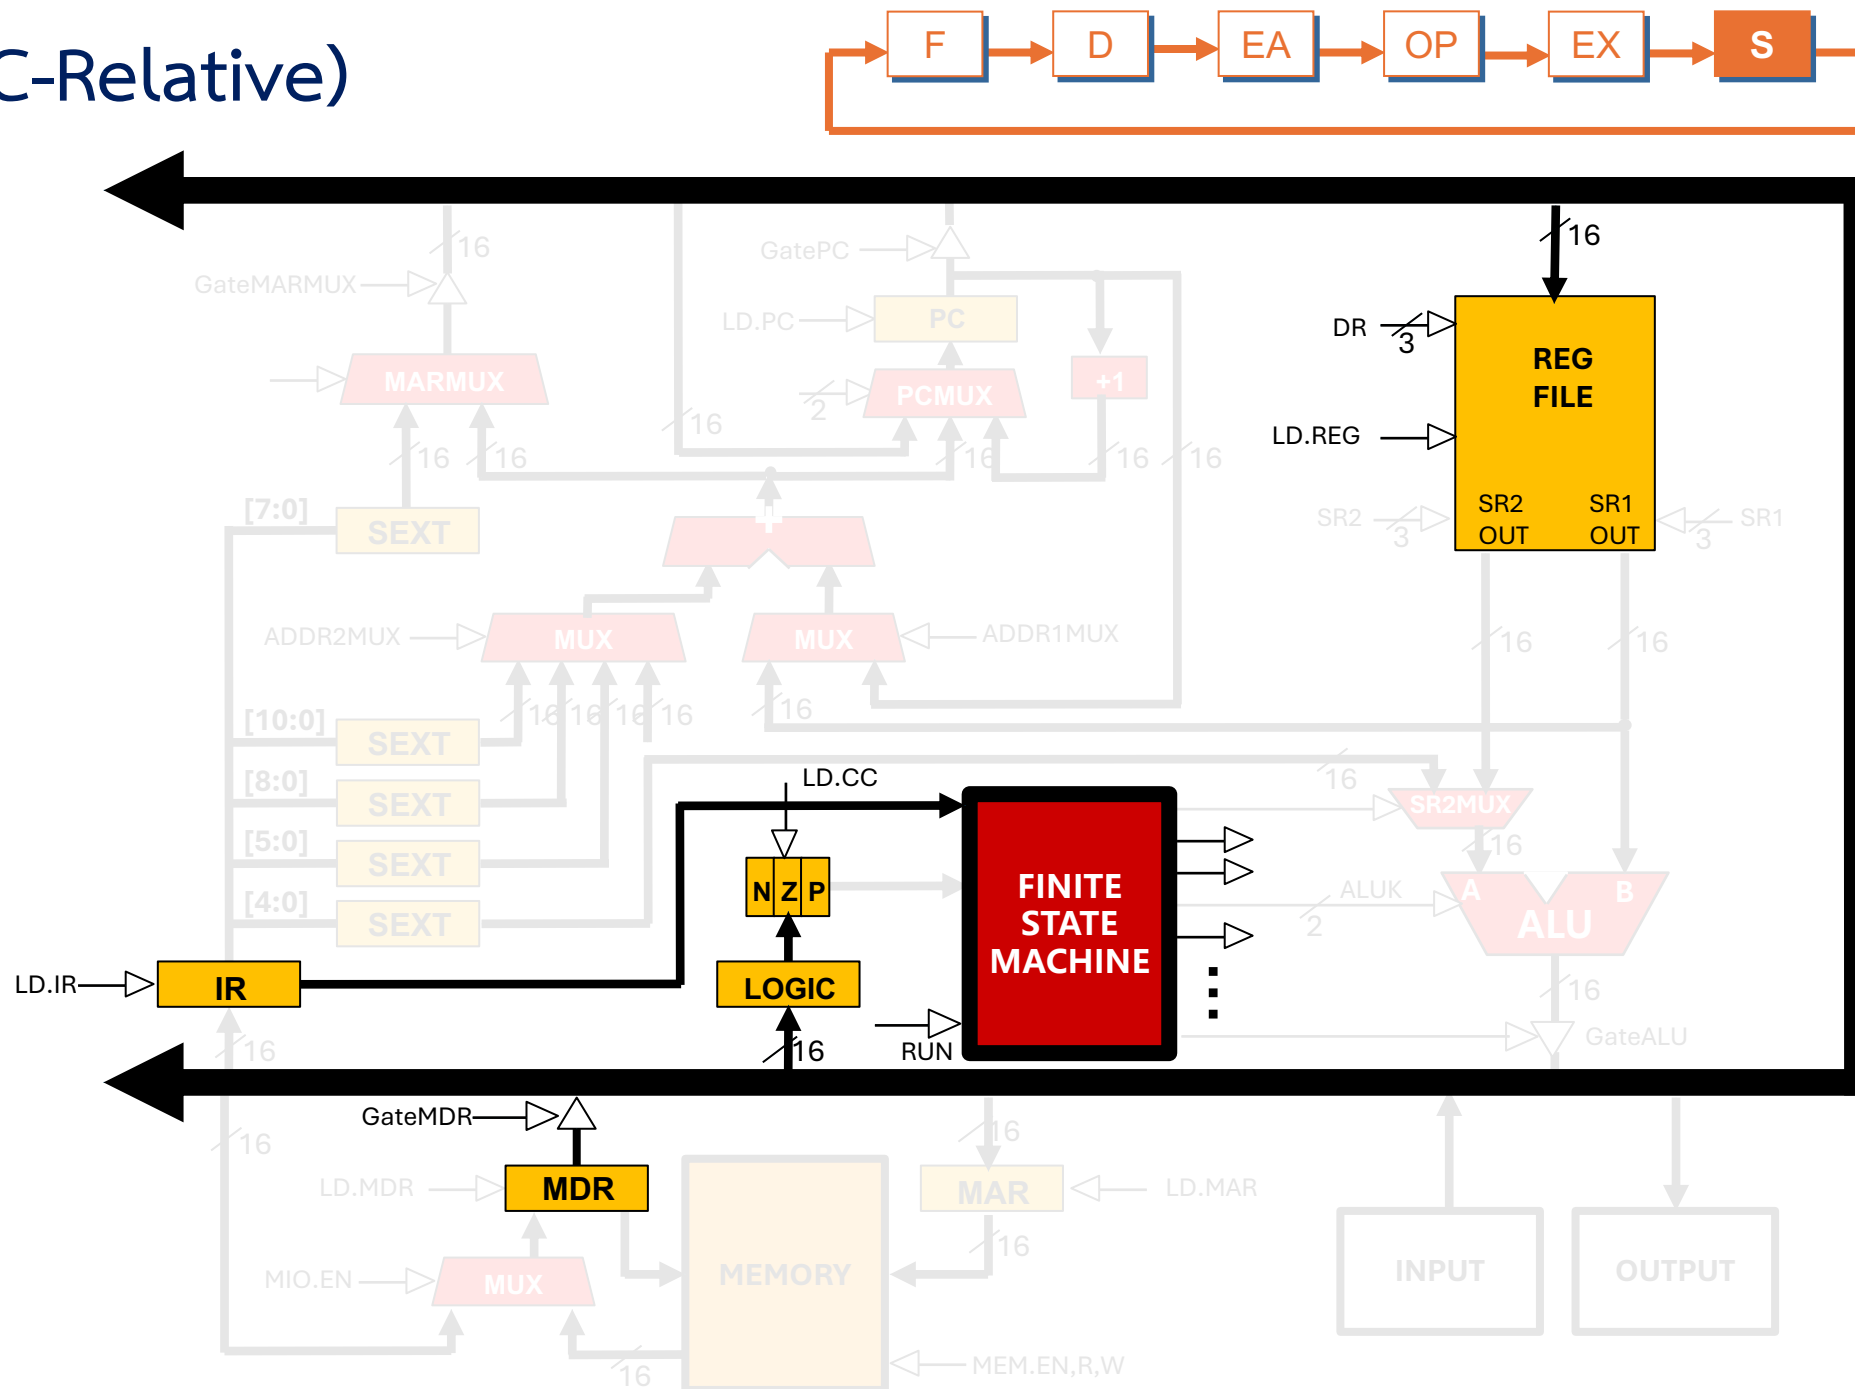 C-Relative)
F D EA OP EX S
16
16
GatePC
GateMARMUX
LD.PC
PC
DR
3
REG
FILE
MARMUX
PCMUX
+1
2
16
LD.REG
16
16
16
16
16
[7:0]
SEXT
+
SR2
OUT
SR1
OUT
SR2
3
SR1
3
ADDR2MUX
MUX
MUX
ADDR1MUX
16
16
16
16
16
16
16
[10:0]
SEXT
LD.CC
16
[8:0]
SEXT
SR2MUX
16
[5:0]
SEXT
N Z P
FINITE
STATE
MACHINE
ALUK
2
A
B
ALU
[4:0]
SEXT
LD.IR
IR
LOGIC
16
16
16
RUN
GateALU
GateMDR
16
16
LD.MDR
MDR
MAR
LD.MAR
16
MIO.EN
MUX
MEMORY
INPUT
OUTPUT
16
MEM.EN,R,W